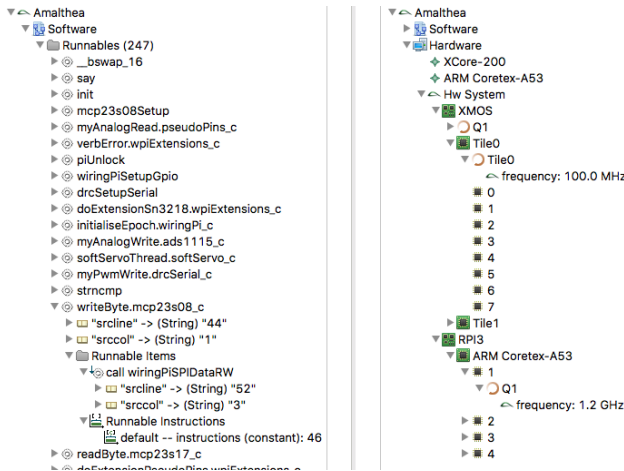 Amalthea
Software
Runnables (247)
__bswap_16
say
init
mcp23s08Setup
myAnalogRead.pseudoPins_c
verbError.wpiExtensions_c
piUnlock
wiringPiSetupGpio
drcSetupSerial
doExtensionSn3218.wpiExtensions_c
initialiseEpoch.wiringPi_c
myAnalogWrite.ads1115_c
softServoThread.softServo_c
myPwmWrite.drcSerial_c
strncmp
writeByte.mcp23s08_c
"srcline" -> (String) "44"
"srccol" -> (String) "1"
Runnable Items
call wiringPiSPIDataRW
"srcline" -> (String) "52"
"srccol" -> (String) "3"
Runnable Instructions
default -- instructions (constant): 46
readByte.mcp23s17_c
doExtensionPseudoPins.wpiExtensions_c
Amalthea
Software
Hardware
XCore-200
ARM Coretex-A53
Hw System
XMOS
Q1
Tile0
Tile0
frequency: 100.0 MHz
0
1
2
3
4
5
6
7
Tile1
RPI3
ARM Coretex-A53
1
Q1
frequency: 1.2 GHz
2
3
4